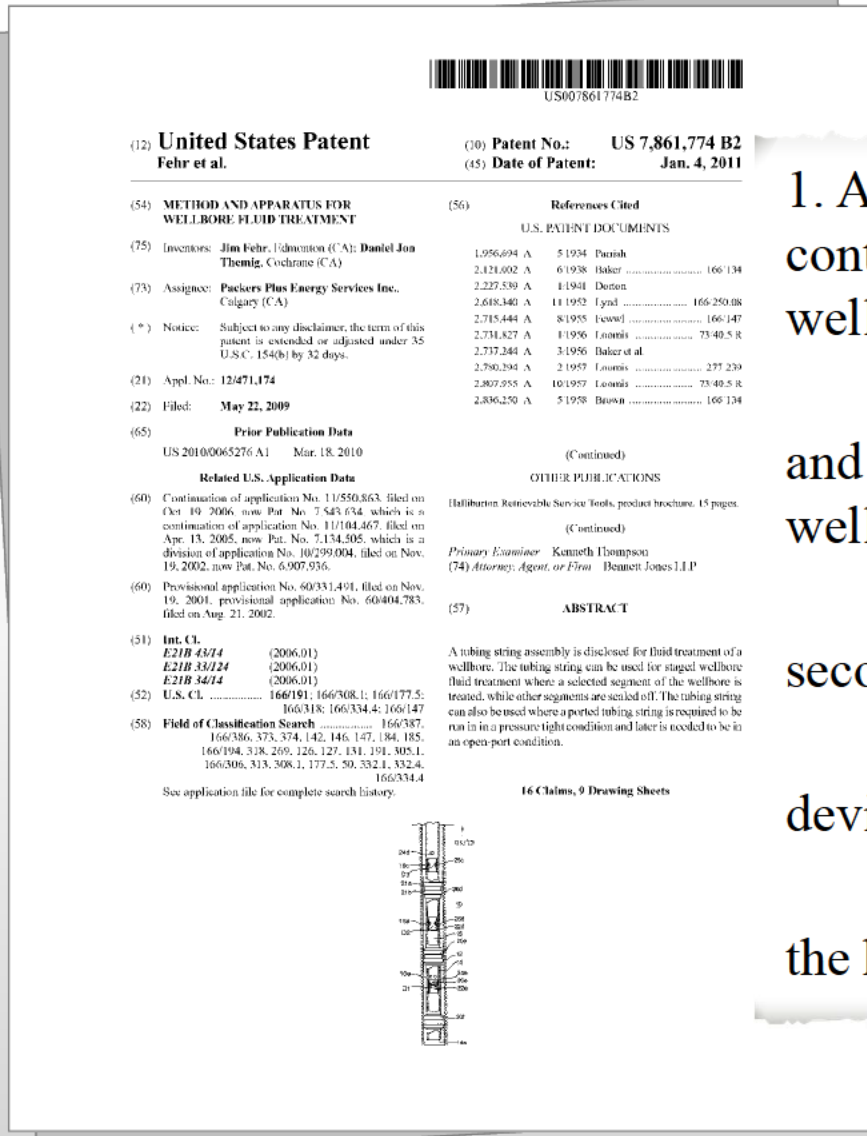 US007861774B2
(12) United States Patent
Fehr et al.
(10) Patent No.: US 7,861,774 B2
(45) Date of Patent: Jan. 4, 2011
(54) METHOD AND APPARATUS FOR
WELLBORE FLUID TREATMENT
(75) Inventors: Jim Fehr, Edmonton (CA); Daniel Jon
Themig, Cochrane (CA)
(73) Assignee: Packers Plus Energy Services Inc.,
Calgary (CA)
( * ) Notice: Subject to any disclaimer, the term of this
patent is extended or adjusted under 35
U.S.C. 154(b) by 32 days.
(21) Appl. No.: 12/471,174
(22) Filed: May 22, 2009
(65) Prior Publication Data
US 2010/0065276 A1 Mar. 18, 2010
Related U.S. Application Data
(60) Continuation of application No. 11/550,863, filed on
Oct. 19, 2006, now Pat. No. 7,543,634, which is a
continuation of application No. 11/104,467, filed on
Apr. 13, 2005, now Pat. No. 7,134,505, which is a
division of application No. 10/299,004, filed on Nov.
19, 2002, now Pat. No. 6,907,936.
(60) Provisional application No. 60/331,491, filed on Nov.
19, 2001, provisional application No. 60/404,783,
filed on Aug. 21, 2002.
(51) Int. Cl.
E21B 43/14 (2006.01)
E21B 33/124 (2006.01)
E21B 34/14 (2006.01)
(52) U.S. Cl. .................. 166/191; 166/308.1; 166/177.5;
166/318; 166/334.4; 166/147
(58) Field of Classification Search .................. 166/387,
166/386, 373, 374, 142, 146, 147, 184, 185,
166/194, 318, 269, 126, 127, 131, 191, 305.1,
166/306, 313, 308.1, 177.5, 50, 332.1, 332.4,
166/334.4
See application file for complete search history.
(56) References Cited
U.S. PATENT DOCUMENTS
1,956,694 A 5/1934 Parrish
2,121,002 A 6/1938 Baker ........................ 166/134
2,227,539 A 1/1941 Dorton
2,618,340 A 11/1952 Lynd .................... 166/250.08
2,715,444 A 8/1955 Fewel ........................ 166/147
2,731,827 A 1/1956 Loomis .................... 73/40.5 R
2,737,244 A 3/1956 Baker et al.
2,780,294 A 2/1957 Loomis ...................... 277/239
2,807,955 A 10/1957 Loomis .................... 73/40.5 R
2,836,250 A 5/1958 Brown ........................ 166/134
(Continued)
OTHER PUBLICATIONS
Halliburton Retrievable Service Tools, product brochure, 15 pages.
(Continued)
Primary Examiner Kenneth Thompson
(74) Attorney, Agent, or Firm Bennett Jones LLP
(57) ABSTRACT
A tubing string assembly is disclosed for fluid treatment of a
wellbore. The tubing string can be used for staged wellbore
fluid treatment where a selected segment of the wellbore is
treated, while other segments are sealed off. The tubing string
can also be used where a ported tubing string is required to be
run in in a pressure tight condition and later is needed to be in
an open-port condition.
16 Claims, 9 Drawing Sheets
1. A
cont
well
and
well
seco
devi
the